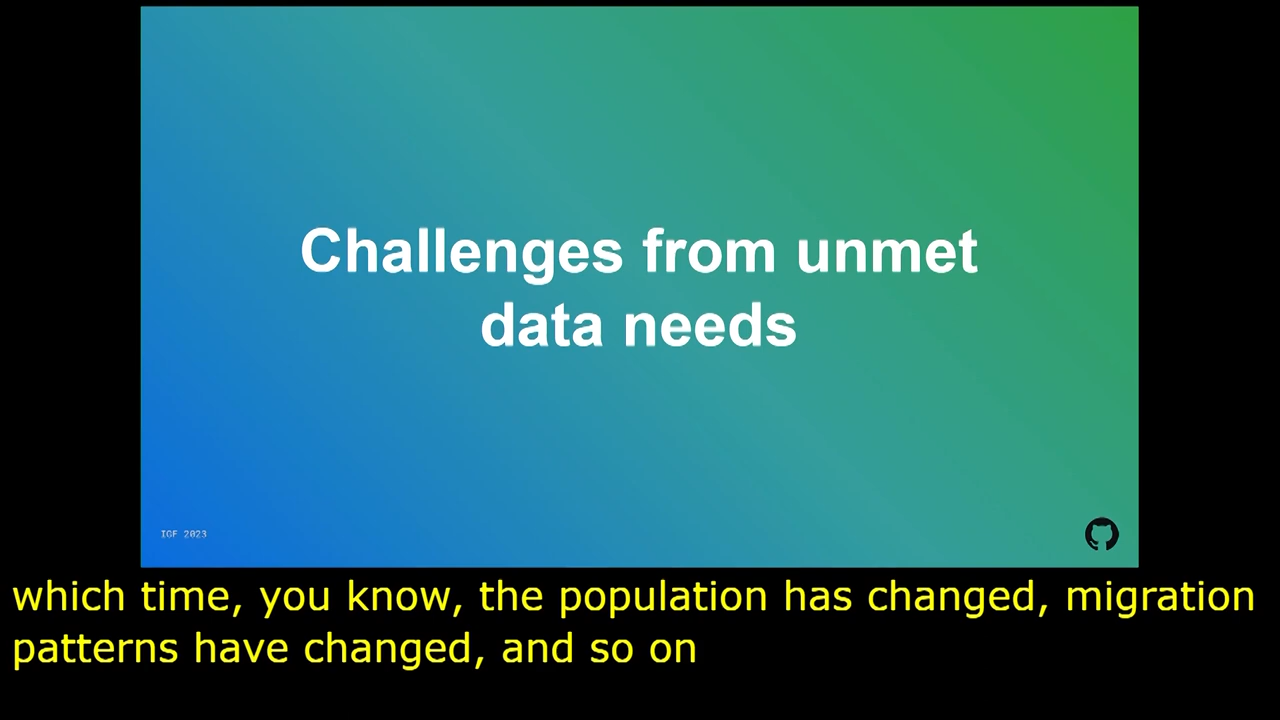 Challenges from unmet
data needs
IGF 2023
which time, you know, the population has changed, migration
patterns have changed, and so on